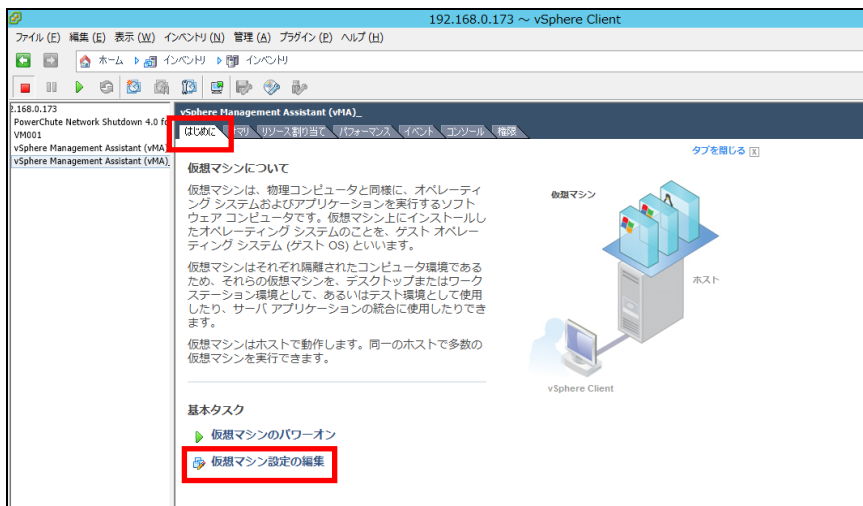 192.168.0.173 ～ vSphere Client
ファイル (F) 編集 (E) 表示 (W) インベントリ (N) 管理 (A) プラグイン (P) ヘルプ (H)
ホーム インベントリ インベントリ
2.168.0.173
PowerChute Network Shutdown 4.0 fo
VM001
vSphere Management Assistant (vMA)
vSphere Management Assistant (vMA)_
vSphere Management Assistant (vMA)_
はじめに マリ リソース割り当て パフォーマンス イベント コンソール 権限
タブを閉じる
仮想マシンについて
仮想マシンは、物理コンピュータと同様に、オペレーティ
ング システムおよびアプリケーションを実行するソフト
ウェア コンピュータです。仮想マシン上にインストールし
たオペレーティング システムのことを、ゲスト オペレー
ティング システム (ゲスト OS) といいます。
仮想マシンはそれぞれ隔離されたコンピュータ環境である
ため、それらの仮想マシンを、デスクトップまたはワーク
ステーション環境として、あるいはテスト環境として使用
したり、サーバ アプリケーションの統合に使用したりでき
ます。
仮想マシンはホストで動作します。同一のホストで多数の
仮想マシンを実行できます。
仮想マシン
ホスト
vSphere Client
基本タスク
仮想マシンのパワーオン
仮想マシン設定の編集